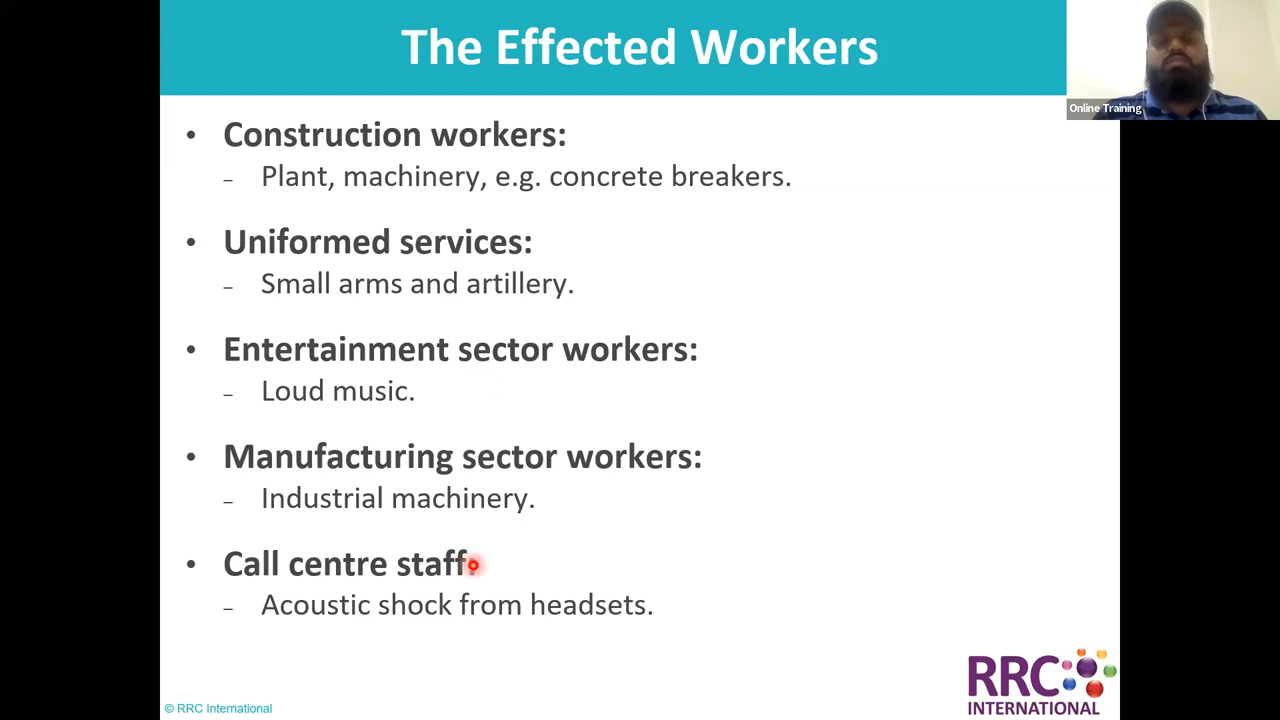 The Effected Workers
Online Training
• Construction workers:
– Plant, machinery, e.g. concrete breakers.
• Uniformed services:
– Small arms and artillery.
• Entertainment sector workers:
– Loud music.
• Manufacturing sector workers:
– Industrial machinery.
• Call centre staff:
– Acoustic shock from headsets.
RRC
INTERNATIONAL
© RRC International